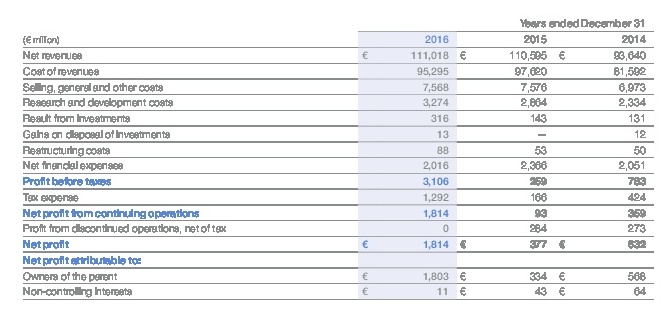 Years ended December 31
(€ million) 2016 2015 2014
Net revenues € 111,018 € 110,595 € 93,640
Cost of revenues 95,295 97,620 81,592
Selling, general and other costs 7,568 7,576 6,973
Research and development costs 3,274 2,864 2,334
Result from investments 316 143 131
Gains on disposal of investments 13 — 12
Restructuring costs 88 53 50
Net financial expenses 2,016 2,366 2,051
Profit before taxes 3,106 259 783
Tax expense 1,292 166 424
Net profit from continuing operations 1,814 93 359
Profit from discontinued operations, net of tax 0 284 273
Net profit € 1,814 € 377 € 632
Net profit attributable to:
Owners of the parent € 1,803 € 334 € 568
Non-controlling interests € 11 € 43 € 64